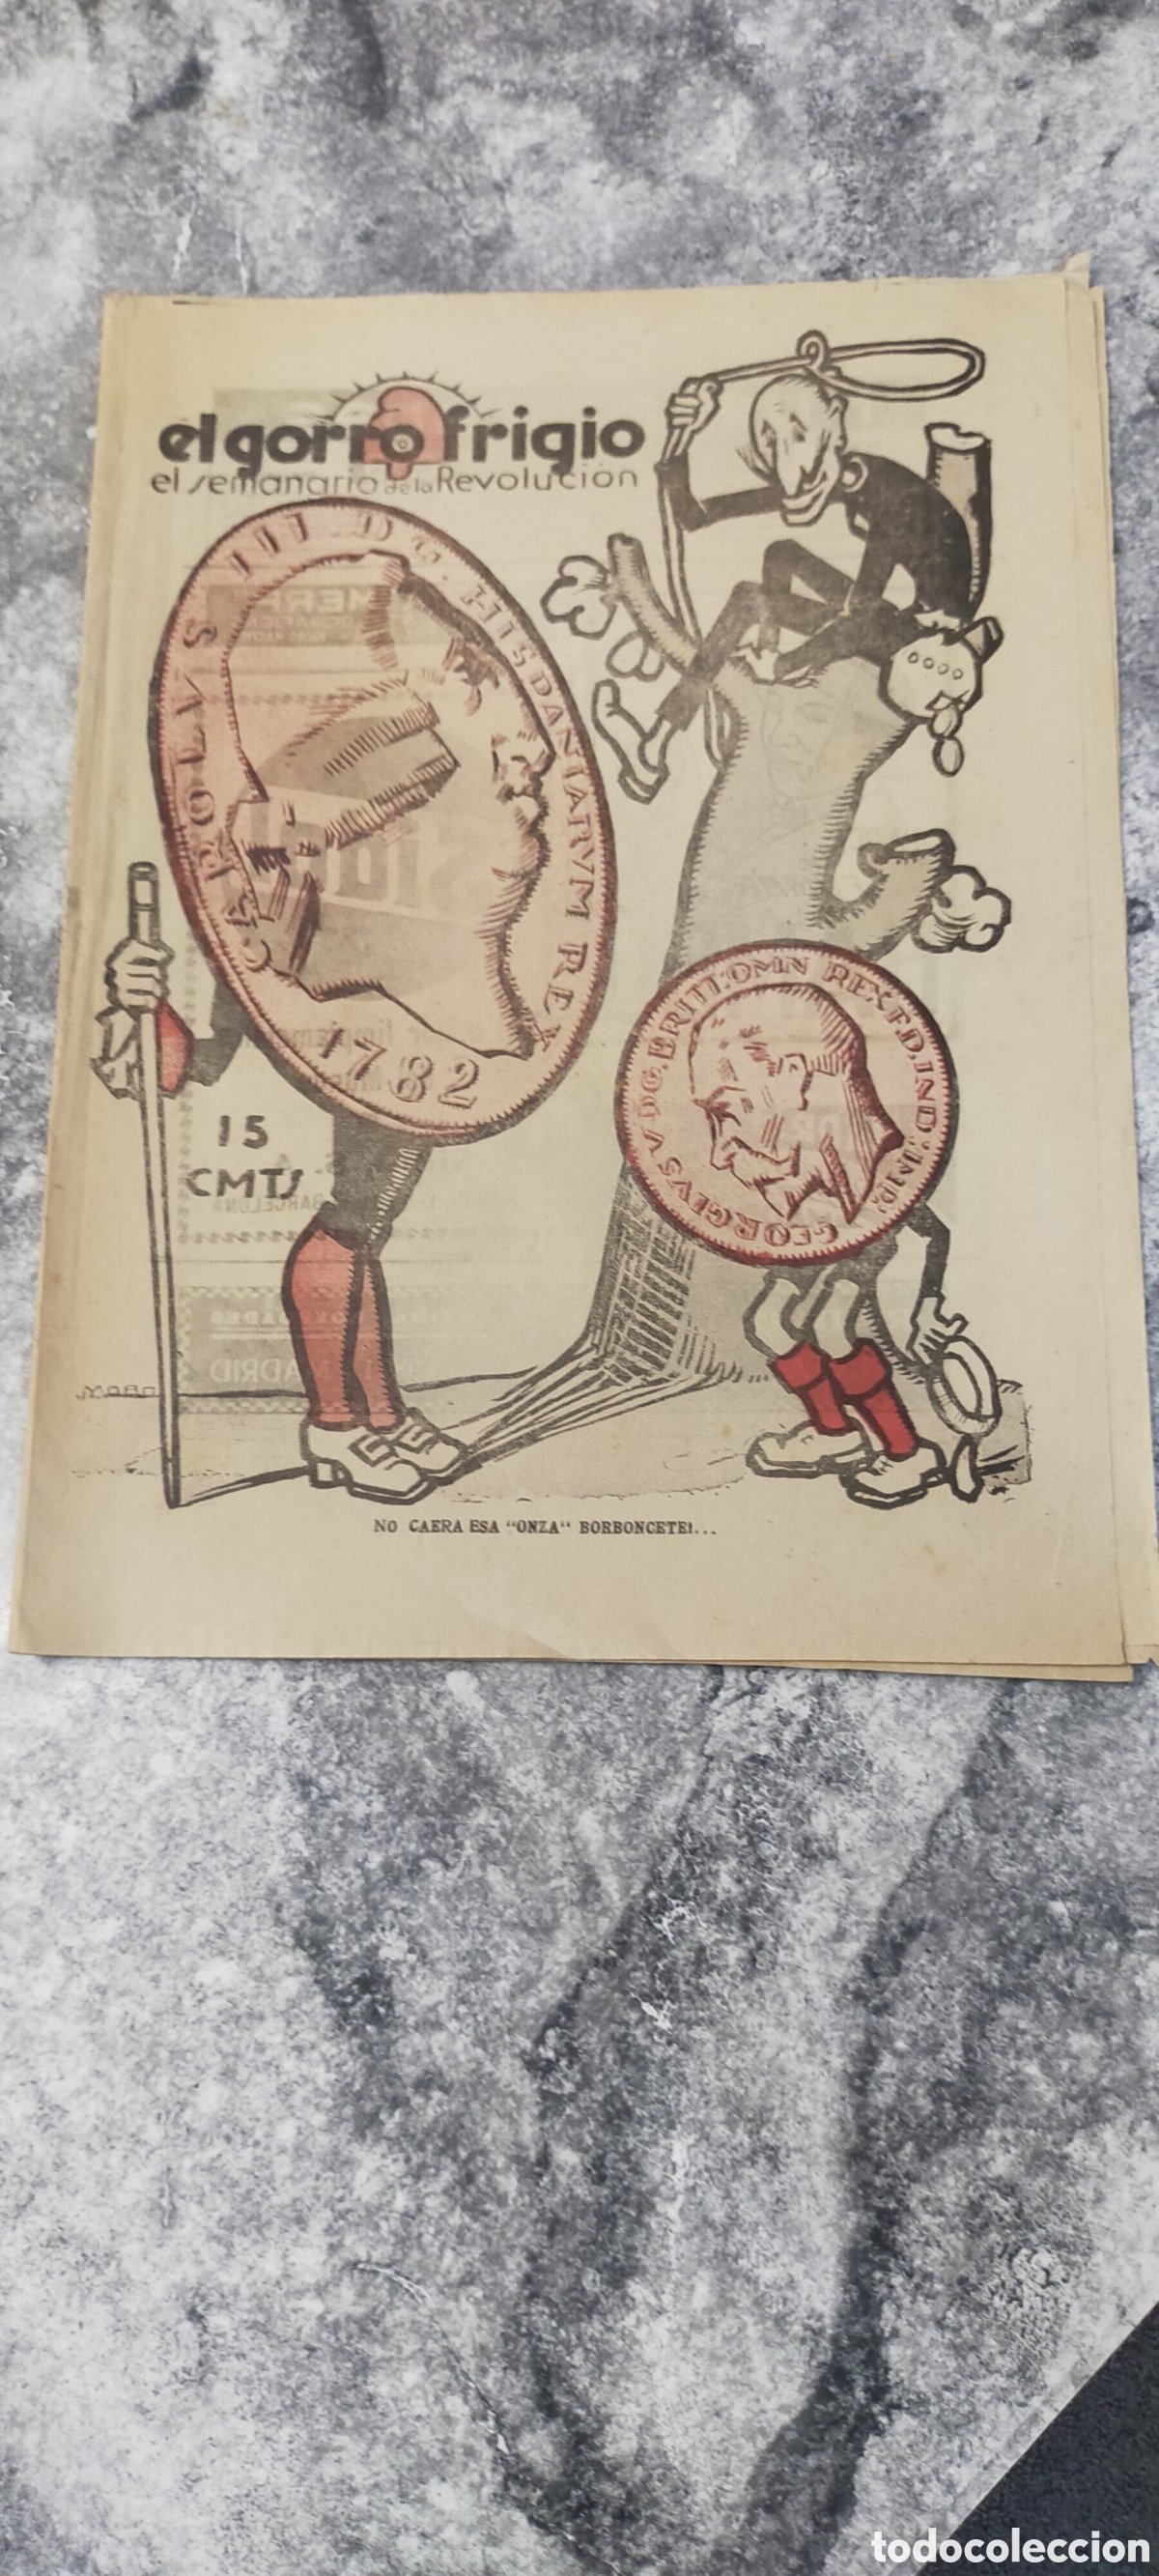 el gorro frigio
el semanario de la Revolución
CAROLVS III D G. HISPANIARVM REX
1782
GEORGIVS V D.G. BRITT: OMN REX F.D. IND: IMP:
15
CMTS
NO CAERA ESA "ONZA" BORBONCETE!...
todocoleccion